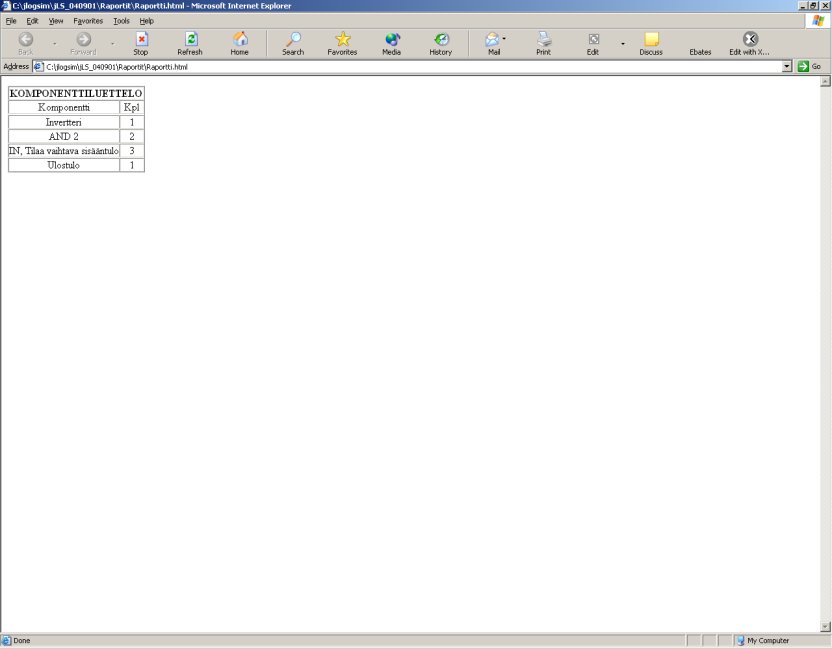 C:\jlogsim\jLS_040901\Raportit\Raportti.html - Microsoft Internet Explorer
File Edit View Favorites Tools Help
Back Forward Stop Refresh Home Search Favorites Media History Mail Print Edit Discuss Ebates Edit with X...
Address C:\jlogsim\jLS_040901\Raportit\Raportti.html Go
KOMPONENTTILUETTELO
Komponentti Kpl
Invertteri 1
AND 2 2
IN, Tilaa vaihtava sisääntulo 3
Ulostulo 1
Done My Computer